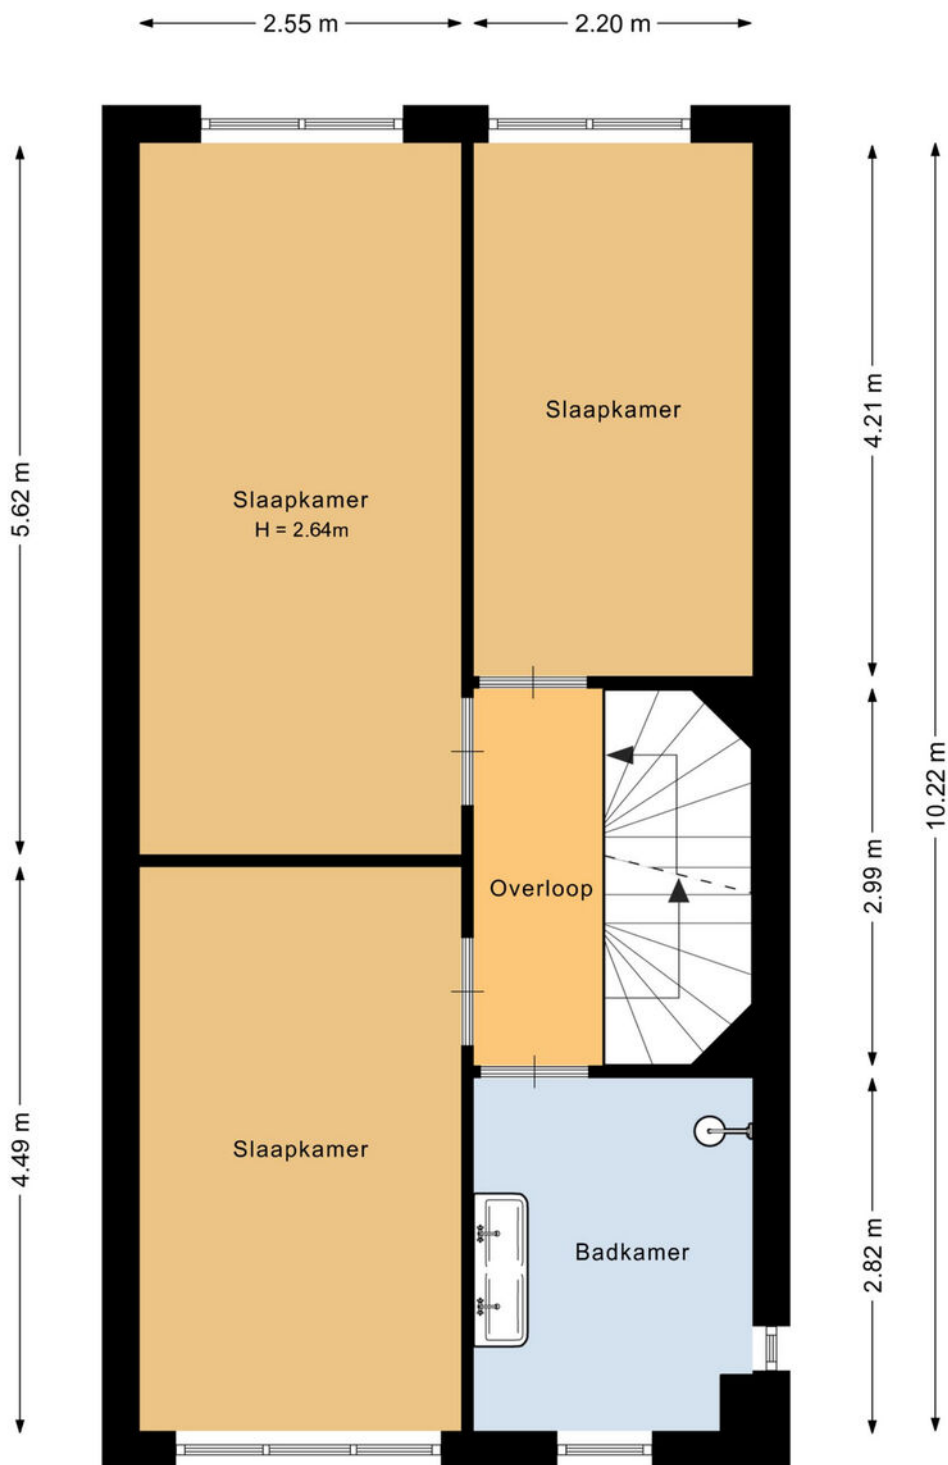 2.55 m
2.20 m
5.62 m
4.21 m
Slaapkamer
Slaapkamer
H = 2.64m
10.22 m
2.99 m
Overloop
4.49 m
Slaapkamer
2.82 m
Badkamer